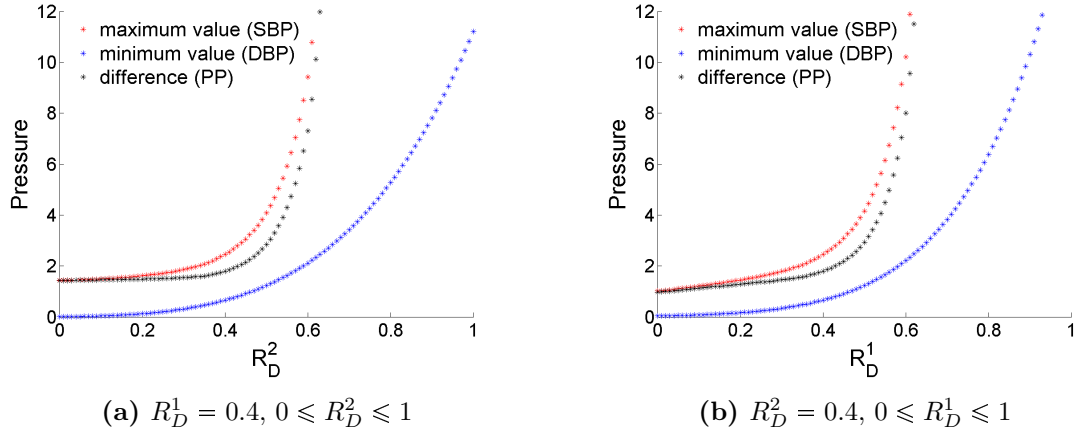 12
10
8
6
4
2
0
Pressure
* maximum value (SBP)
* minimum value (DBP)
* difference (PP)
0 0.2 0.4 0.6 0.8 1
R_D^2
(a) R_D^1 = 0.4, 0 ⩽ R_D^2 ⩽ 1
12
10
8
6
4
2
0
Pressure
* maximum value (SBP)
* minimum value (DBP)
* difference (PP)
0 0.2 0.4 0.6 0.8 1
R_D^1
(b) R_D^2 = 0.4, 0 ⩽ R_D^1 ⩽ 1